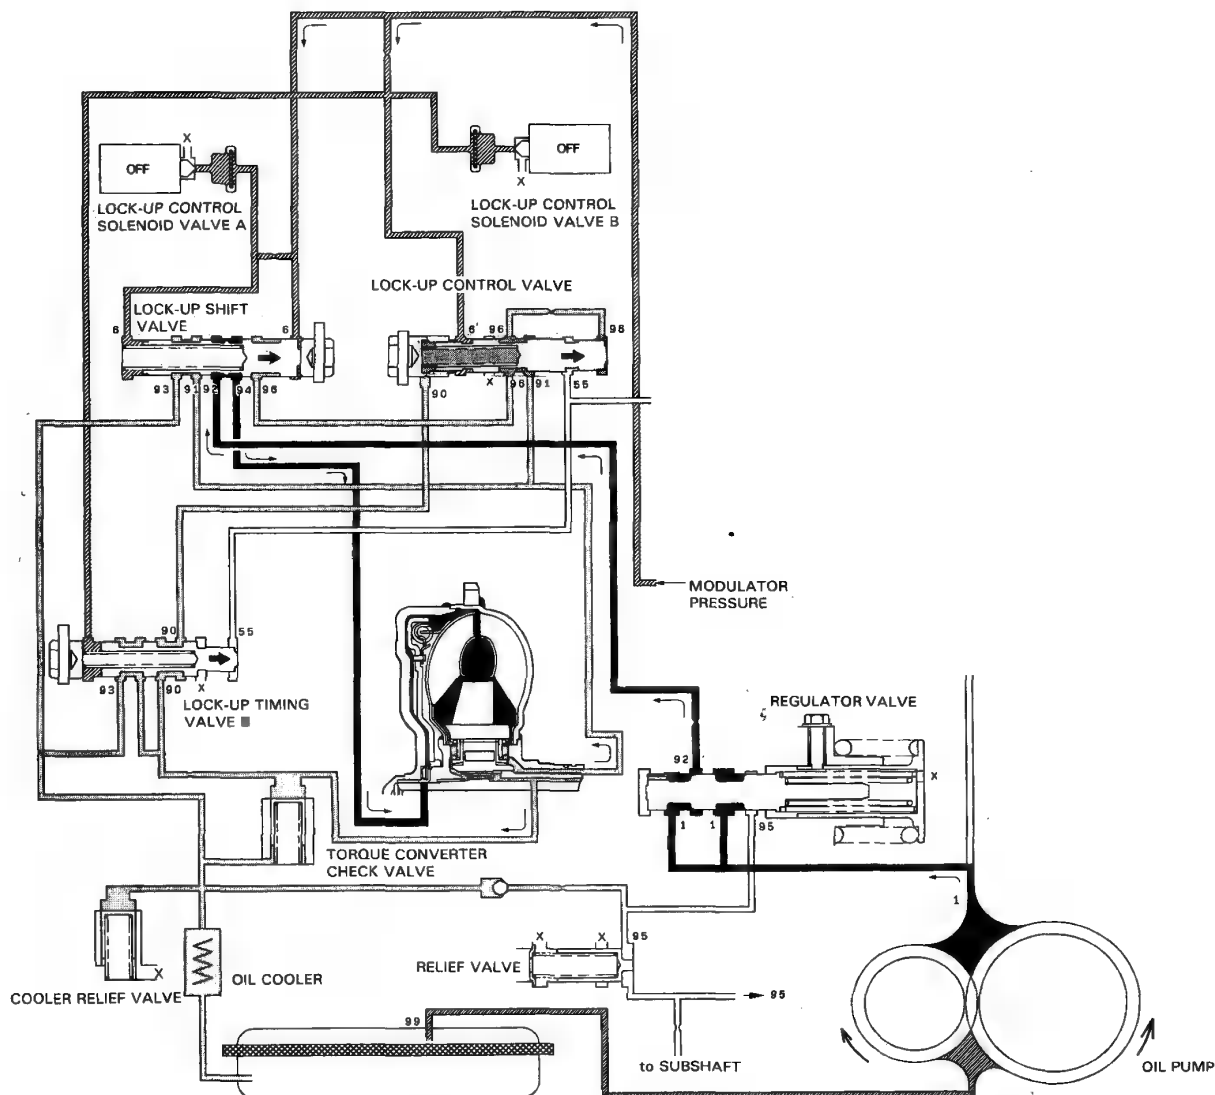 X
OFF
LOCK-UP CONTROL
SOLENOID VALVE A
OFF
X
LOCK-UP CONTROL
SOLENOID VALVE B
LOCK-UP SHIFT
VALVE
6
6
93
91
92
94
96
LOCK-UP CONTROL VALVE
6'
96
98
90
X
96
91
55
MODULATOR
PRESSURE
90
55
93
90
X
LOCK-UP TIMING
VALVE B
REGULATOR VALVE
92
X
1
1
95
TORQUE CONVERTER
CHECK VALVE
1
X
COOLER RELIEF VALVE
OIL COOLER
X
X
95
RELIEF VALVE
95
99
to SUBSHAFT
OIL PUMP